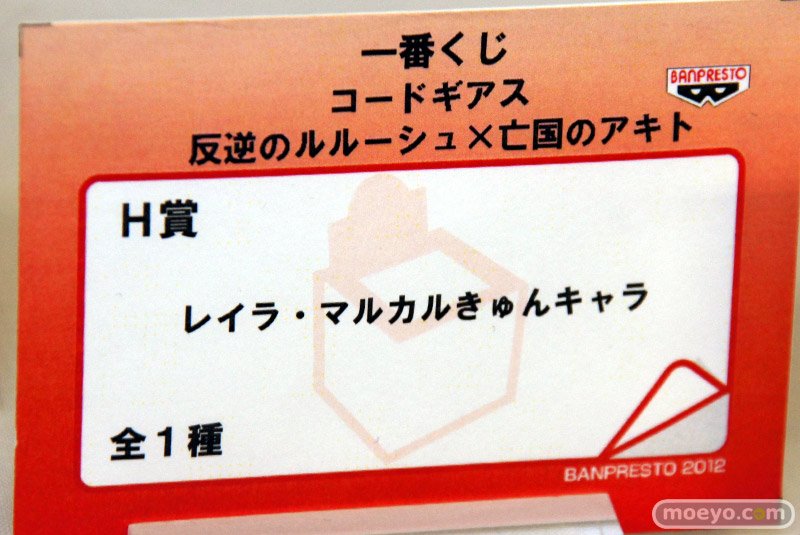 一番くじ
コードギアス
反逆のルルーシュ×亡国のアキト
BANPRESTO
H賞
レイラ・マルカルきゅんキャラ
全1種
BANPRESTO 2012
moeyo.com